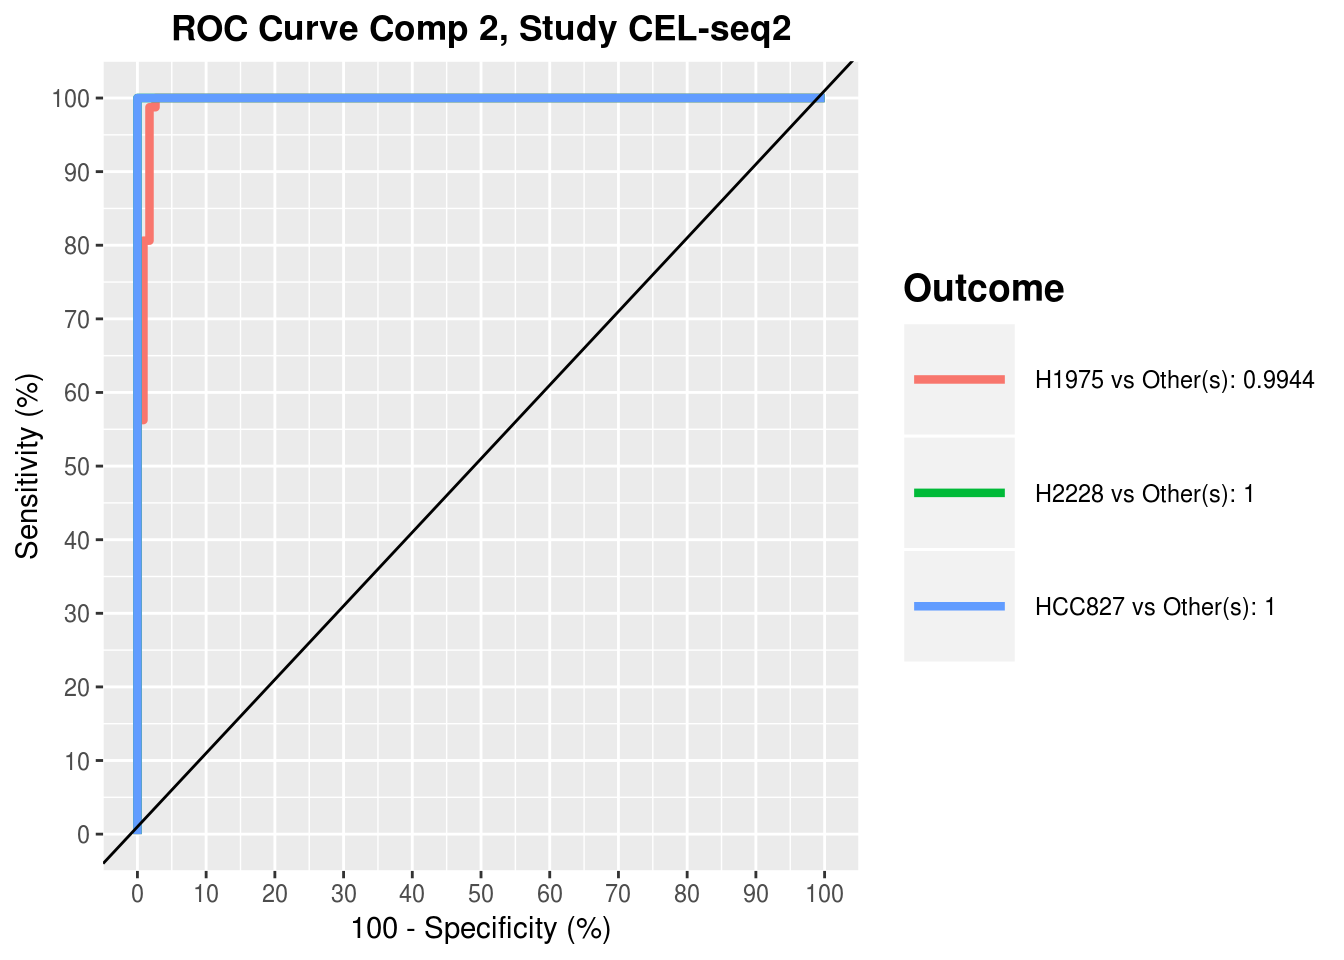 ROC Curve Comp 2, Study CEL-seq2
100
90
80
70
60
50
40
30
20
10
0
Sensitivity (%)
0 10 20 30 40 50 60 70 80 90 100
100 - Specificity (%)
Outcome
H1975 vs Other(s): 0.9944
H2228 vs Other(s): 1
HCC827 vs Other(s): 1